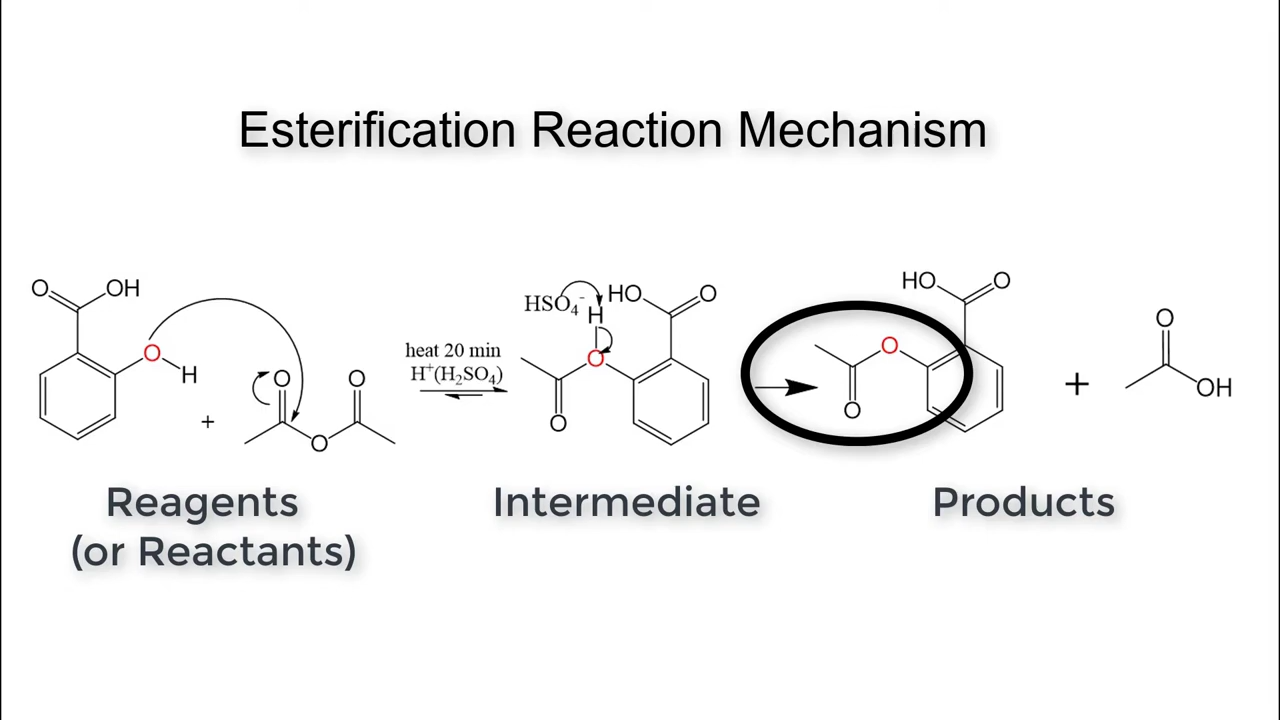 Esterification Reaction Mechanism
O OH
O
H
+
O O
O
heat 20 min
H⁺(H₂SO₄)
HSO₄⁻
H
HO O
O
O
HO O
O
O
+
O
OH
Reagents
(or Reactants)
Intermediate
Products